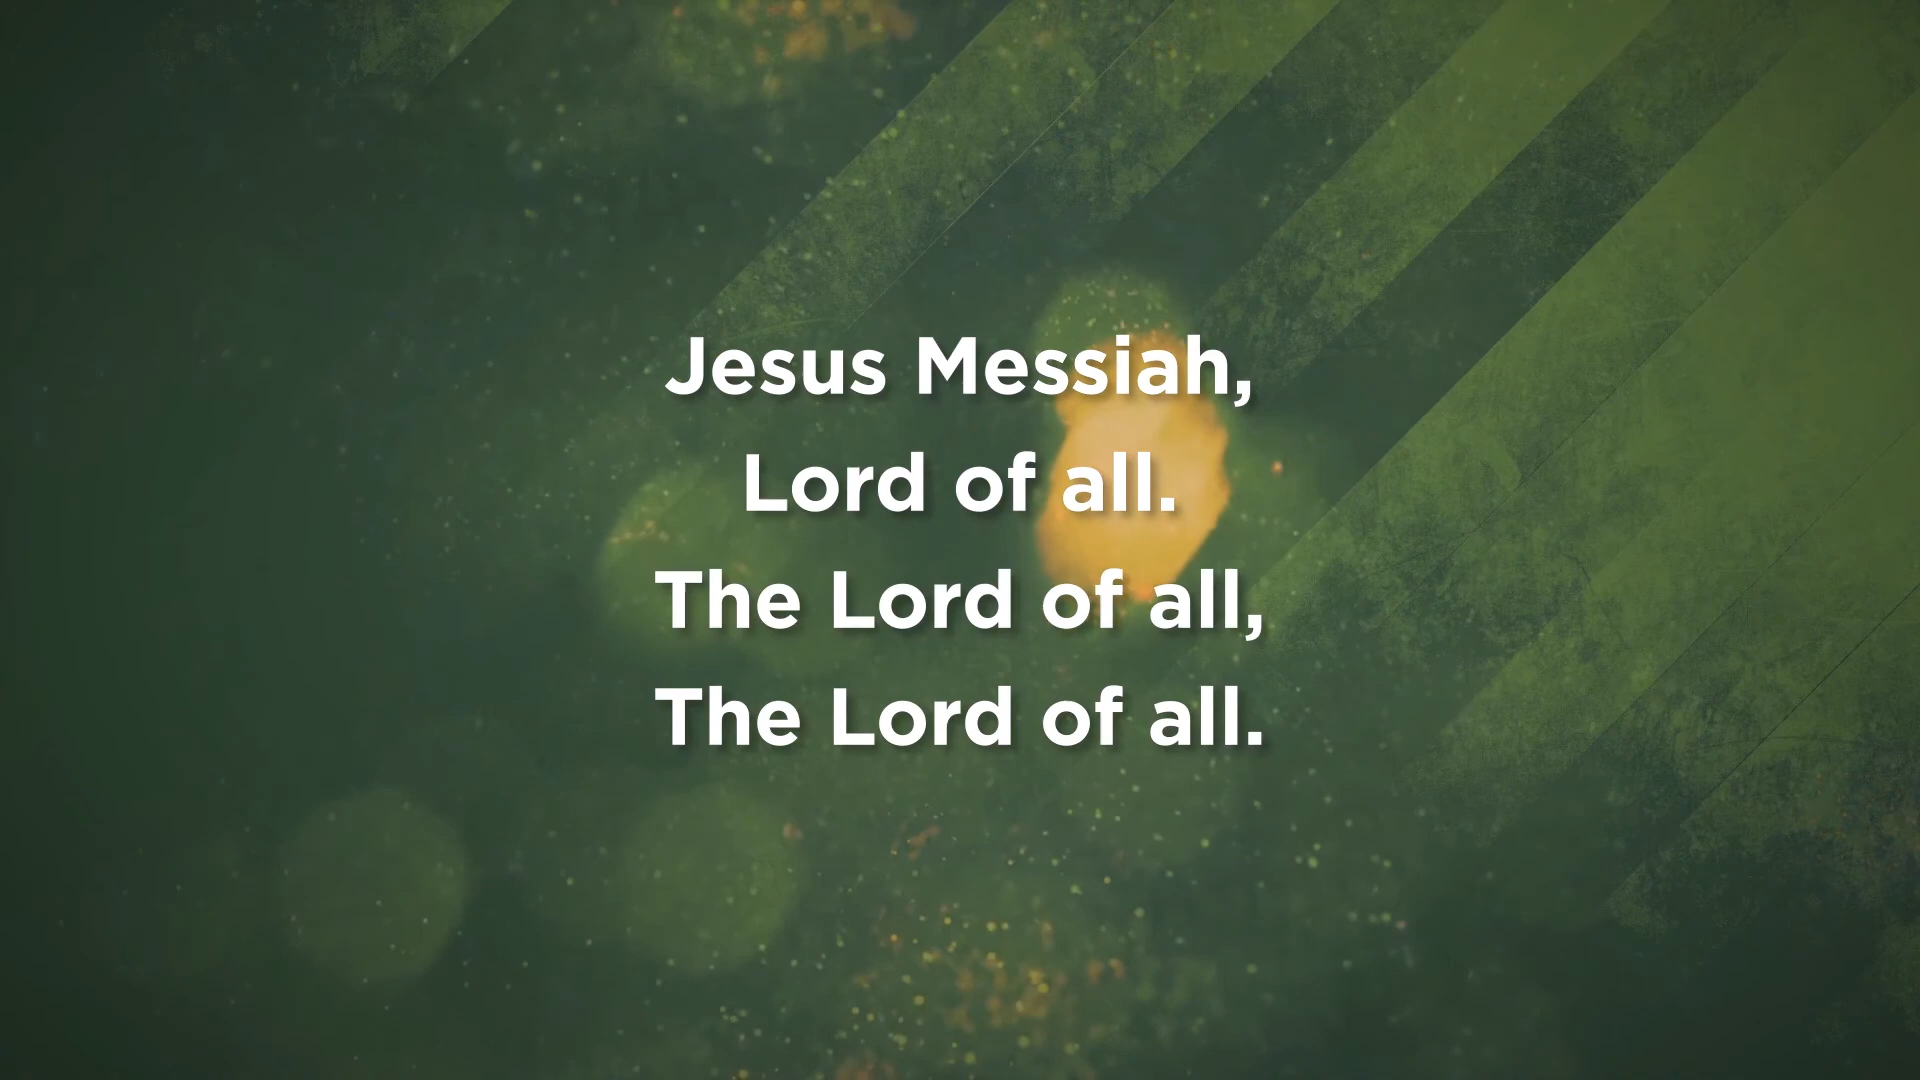 Jesus Messiah,
Lord of all.
The Lord of all,
The Lord of all.